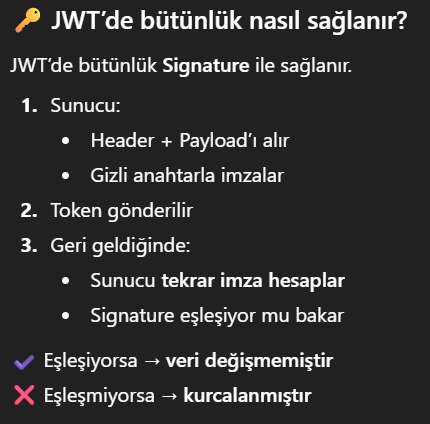 🔑 JWT’de bütünlük nasıl sağlanır?
JWT’de bütünlük Signature ile sağlanır.
1. Sunucu:
• Header + Payload’ı alır
• Gizli anahtarla imzalar
2. Token gönderilir
3. Geri geldiğinde:
• Sunucu tekrar imza hesaplar
• Signature eşleşiyor mu bakar
✔ Eşleşiyorsa → veri değişmemiştir
❌ Eşleşmiyorsa → kurcalanmıştır